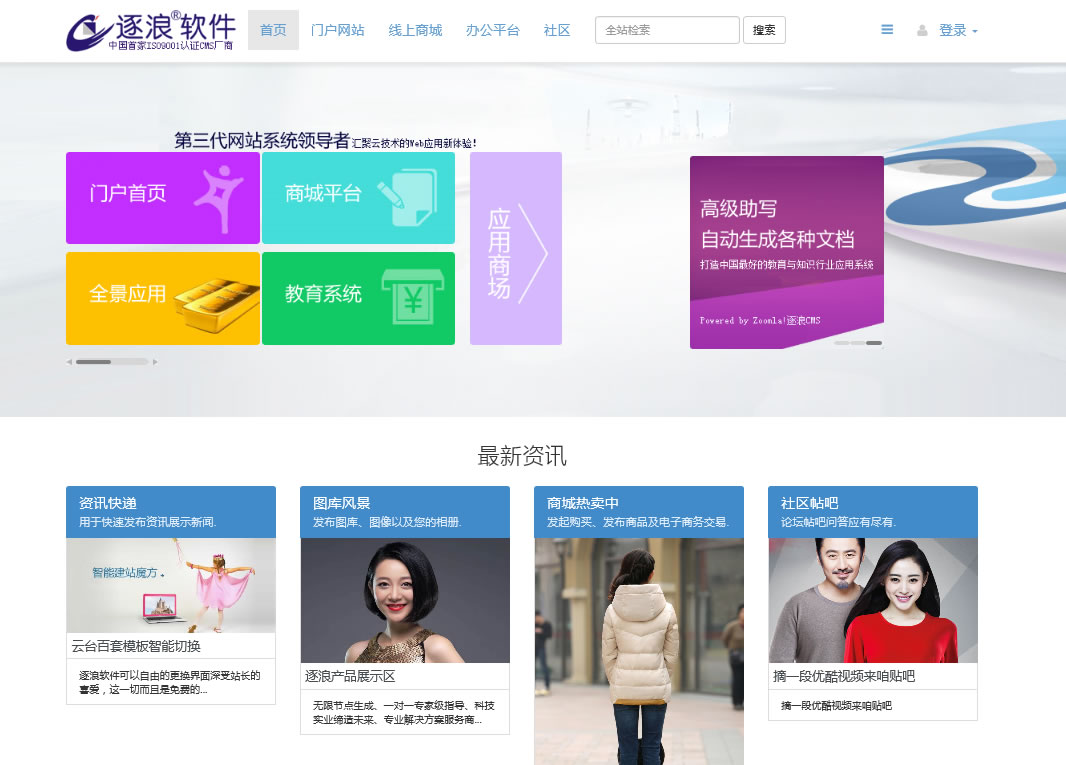 逐浪®软件
中国首家ISO9001认证CMS厂商
首页 门户网站 线上商城 办公平台 社区
全站检索 搜索
登录
第三代网站系统领导者 汇聚云技术的Web应用新体验!
门户首页
商城平台
全景应用
教育系统
应用商场
高级助写
自动生成各种文档
打造中国最好的教育与知识行业应用系统
Powered by Zoomla!逐浪CMS
最新资讯
资讯快递
用于快速发布资讯展示新闻.
智能建站魔方 。
云台百套模板智能切换
逐浪软件可以自由的更换界面深受站长的
喜爱，这一切而且是免费的...
图库风景
发布图库、图像以及您的相册.
逐浪产品展示区
无限节点生成、一对一专家级指导、科技
实业缔造未来、专业解决方案服务商...
商城热卖中
发起购买、发布商品及电子商务交易.
社区帖吧
论坛帖吧问答应有尽有.
摘一段优酷视频来咱贴吧
摘一段优酷视频来咱贴吧